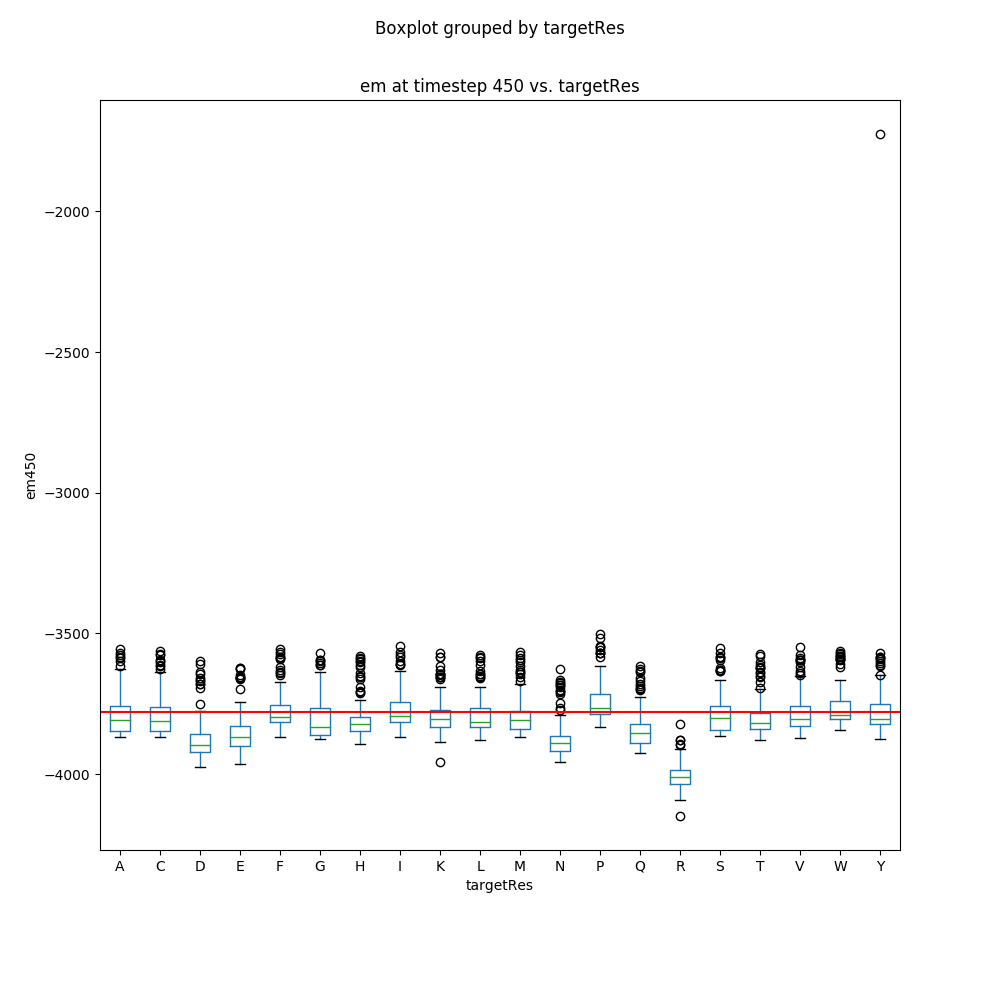 Boxplot grouped by targetRes
em at timestep 450 vs. targetRes
−2000
−2500
−3000
−3500
−4000
em450
A C D E F G H I K L M N P Q R S T V W Y
targetRes